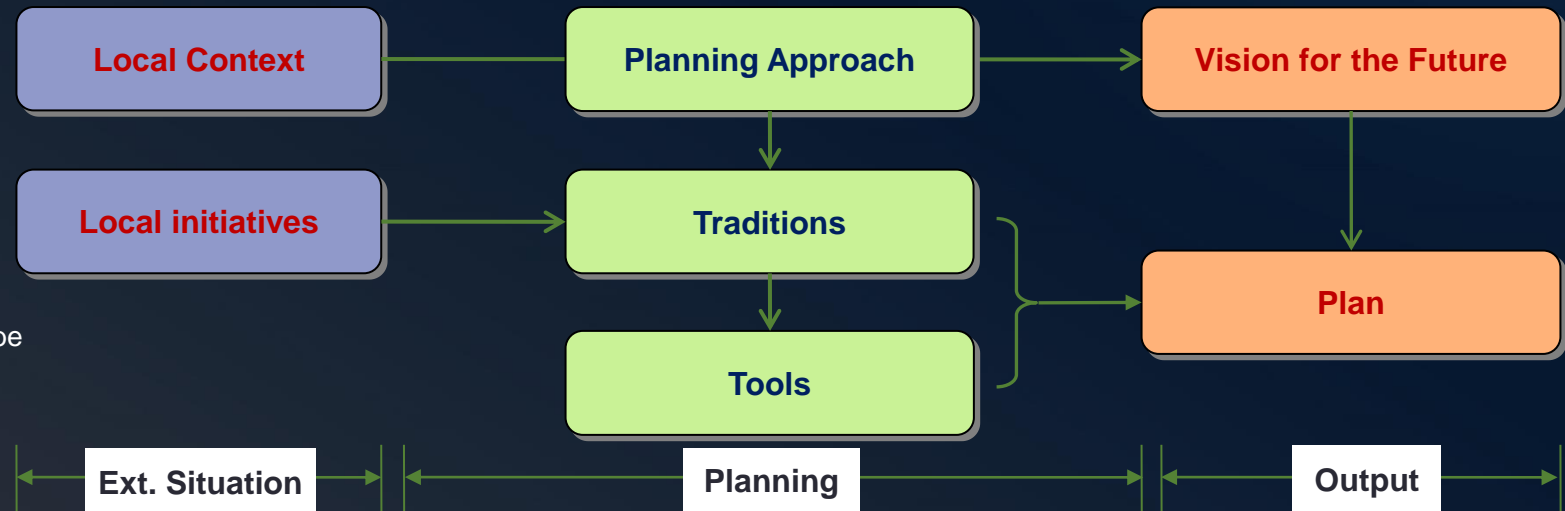 Local Context
Planning Approach
Vision for the Future
Local initiatives
Traditions
Plan
Tools
Ext. Situation
Planning
Output